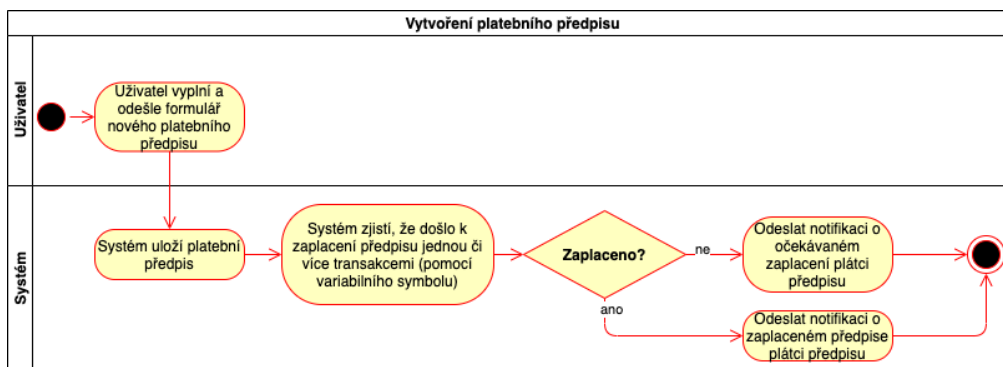 Vytvoření platebního předpisu
Uživatel
Uživatel vyplní a
odešle formulář
nového platebního
předpisu
Systém
Systém uloží platební
předpis
Systém zjistí, že došlo k
zaplacení předpisu jednou či
více transakcemi (pomocí
variabilního symbolu)
Zaplaceno?
ne
Odeslat notifikaci o
očekávaném
zaplacení plátci
předpisu
ano
Odeslat notifikaci o
zaplaceném předpise
plátci předpisu